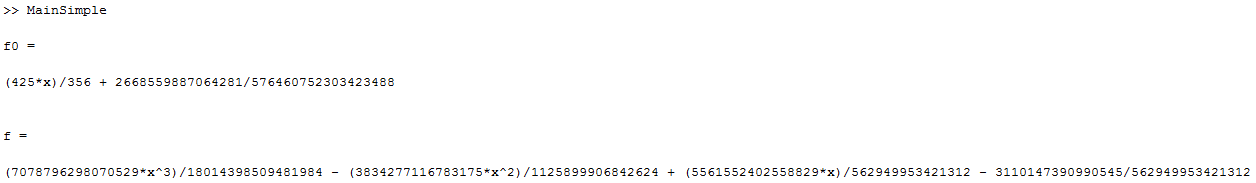 >> MainSimple
f0 =
(425*x)/356 + 2668559887064281/576460752303423488
f =
(7078796298070529*x^3)/18014398509481984 - (3834277116783175*x^2)/1125899906842624 + (5561552402558829*x)/562949953421312 - 3110147390990545/562949953421312